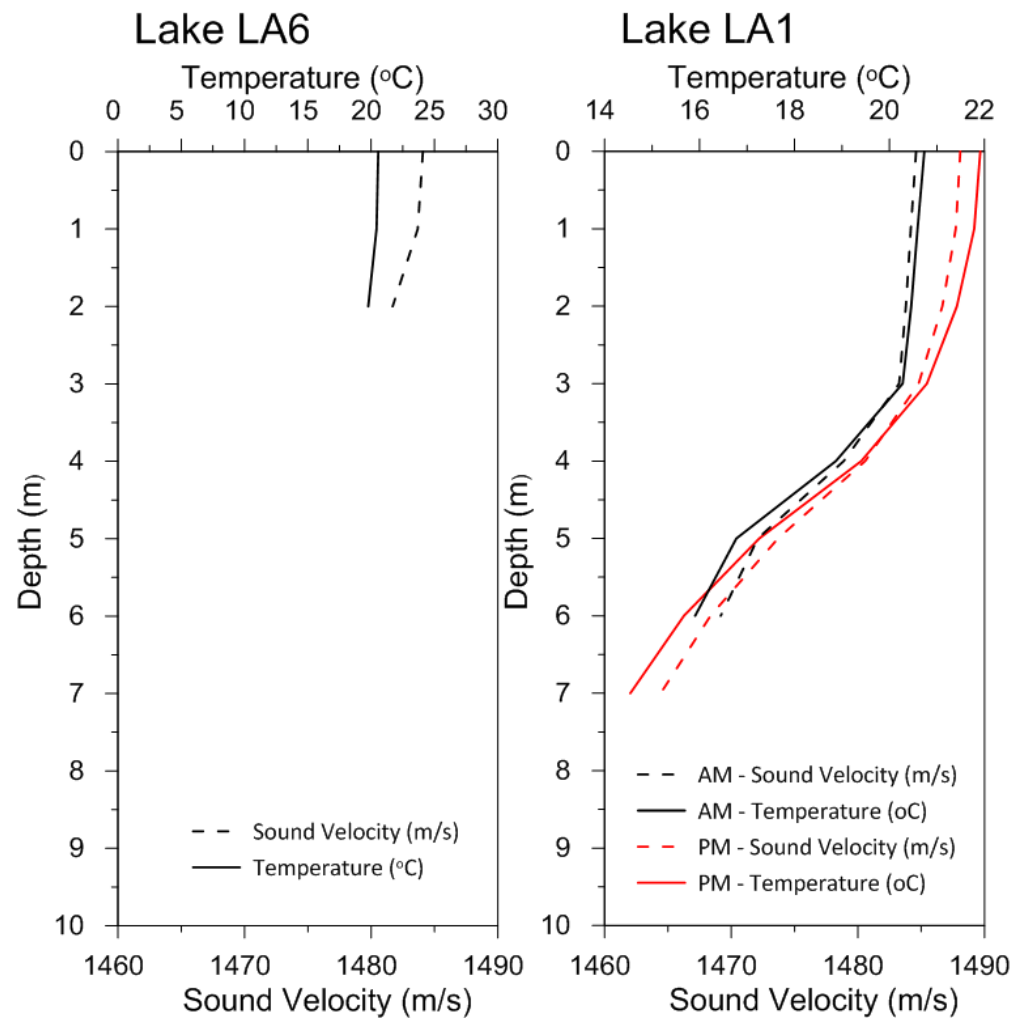 Lake LA6
Temperature (oC)
0 5 10 15 20 25 30
0
1
2
3
4
5
6
7
8
9
10
Depth (m)
Sound Velocity (m/s)
Temperature (oC)
1460 1470 1480 1490
Sound Velocity (m/s)
Lake LA1
Temperature (oC)
14 16 18 20 22
0
1
2
3
4
5
6
7
8
9
10
Depth (m)
AM - Sound Velocity (m/s)
AM - Temperature (oC)
PM - Sound Velocity (m/s)
PM - Temperature (oC)
1460 1470 1480 1490
Sound Velocity (m/s)